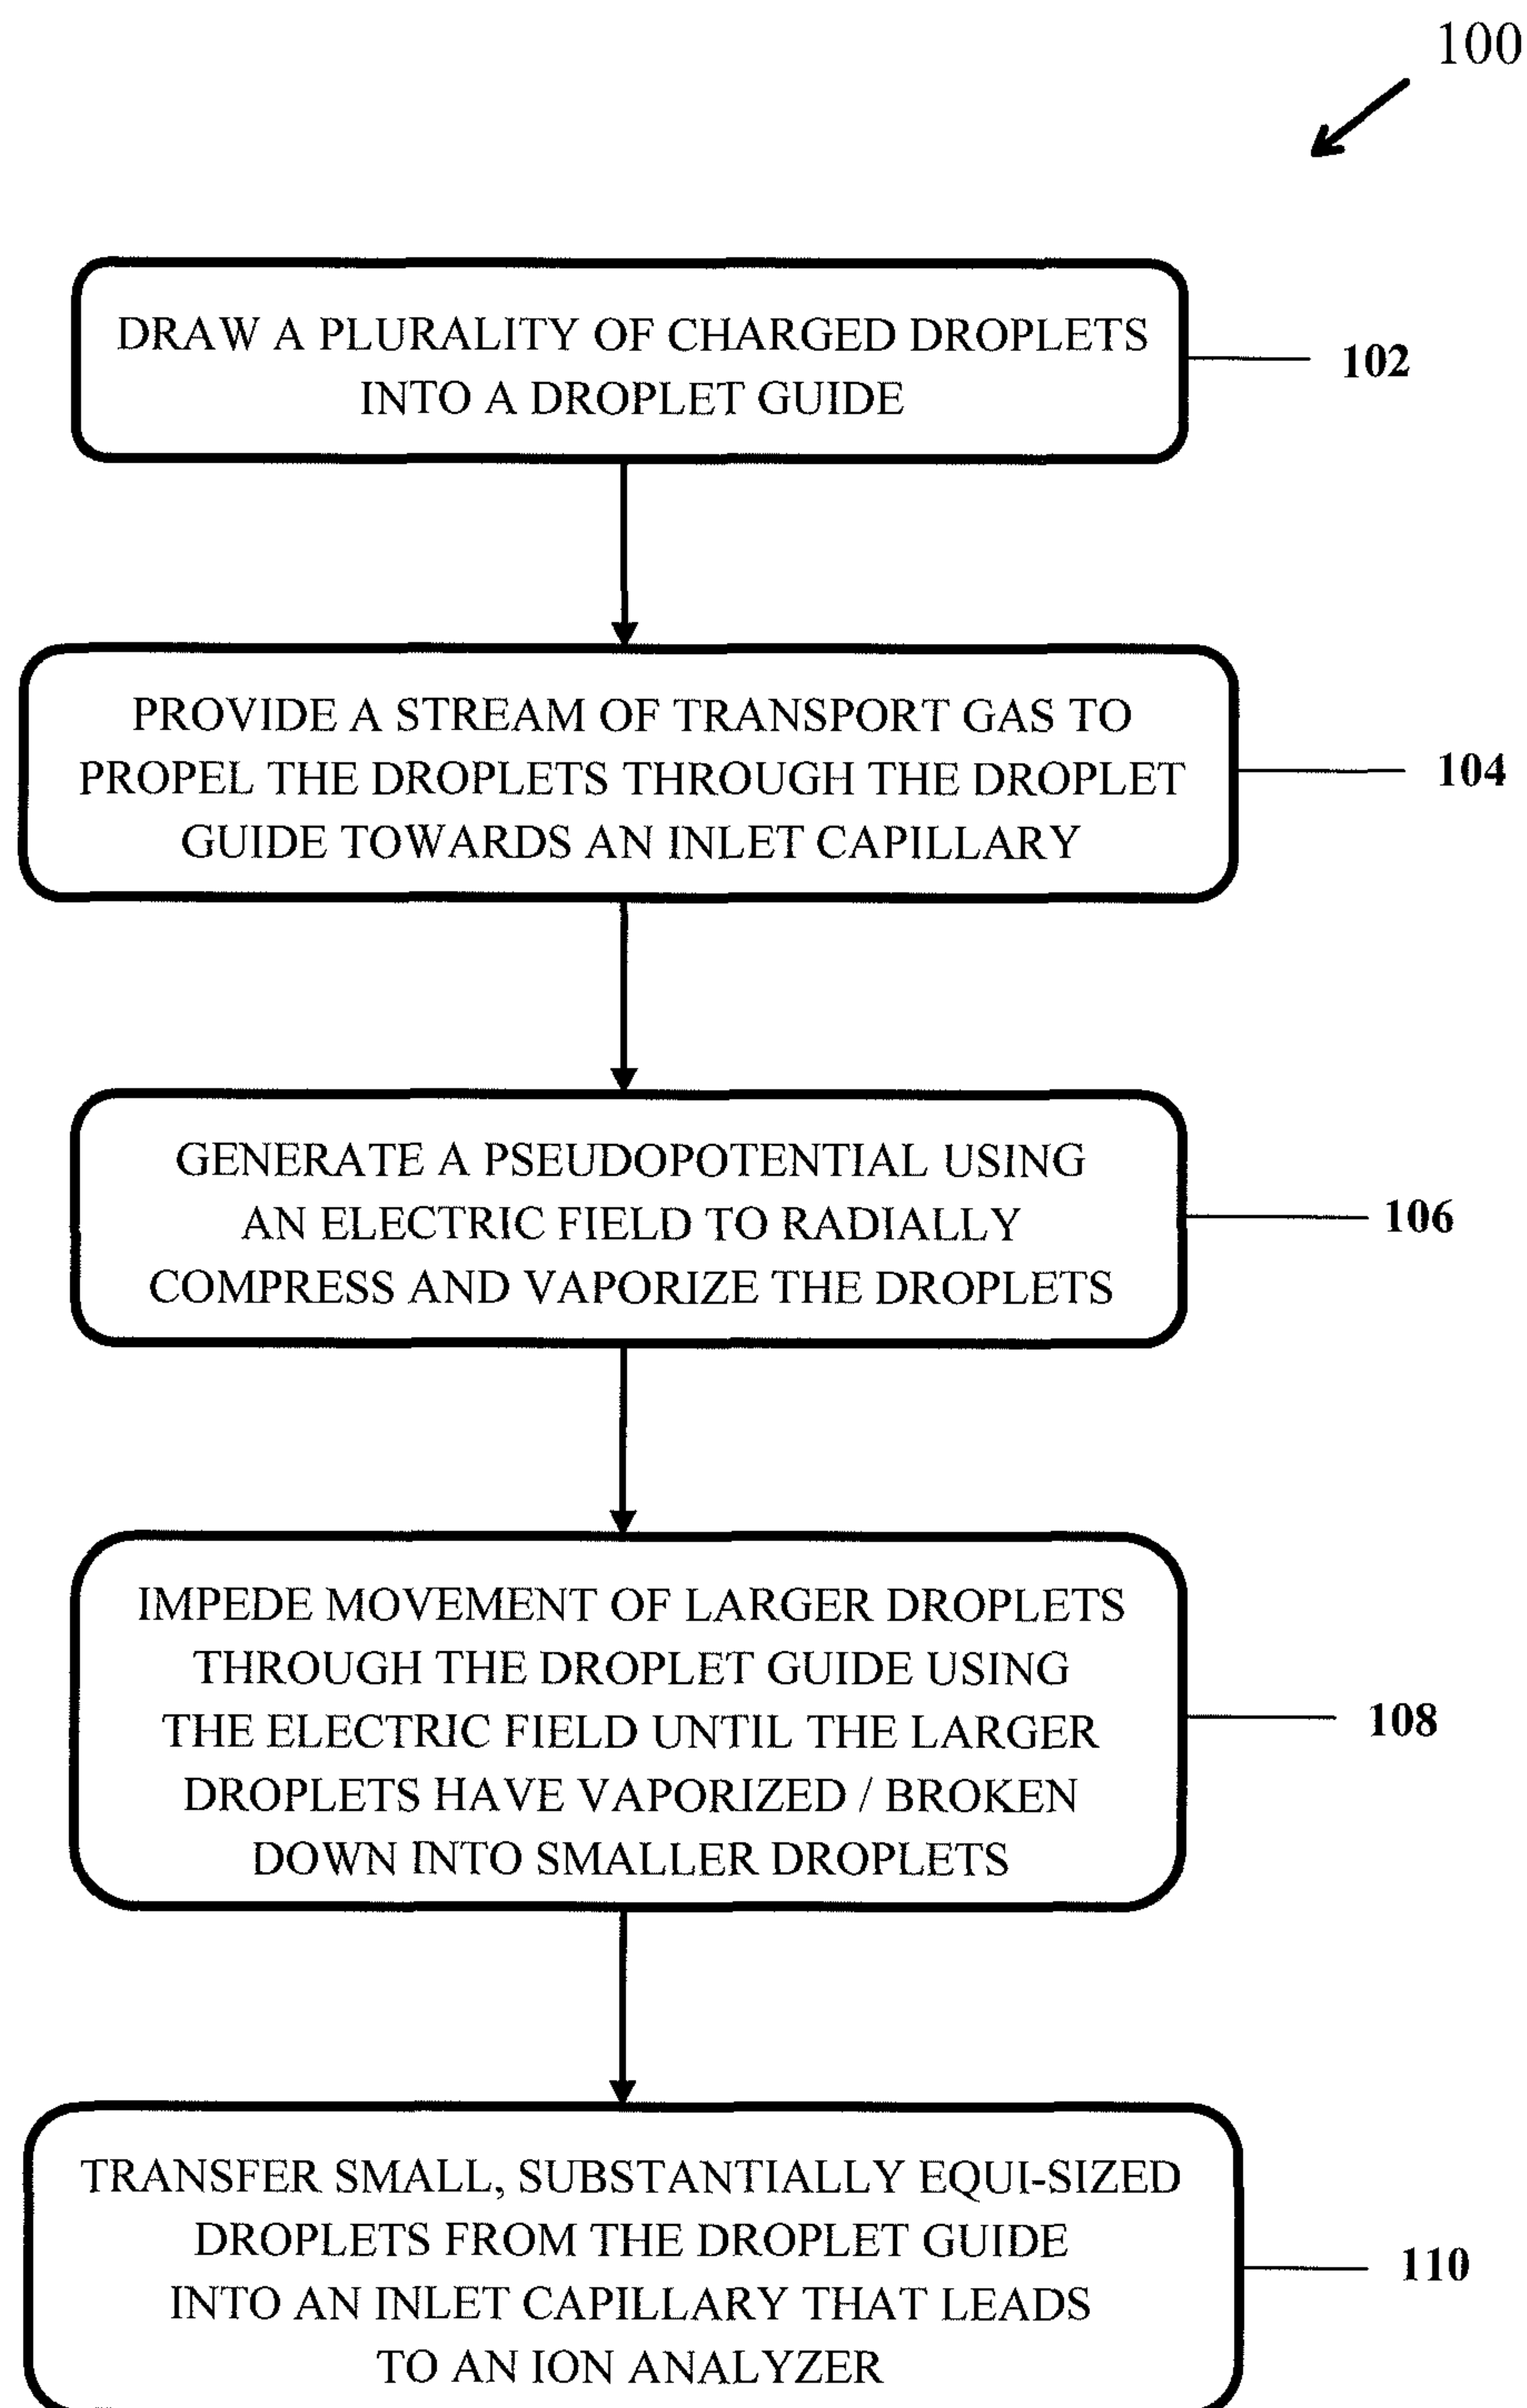 100
DRAW A PLURALITY OF CHARGED DROPLETS
INTO A DROPLET GUIDE
102
PROVIDE A STREAM OF TRANSPORT GAS TO
PROPEL THE DROPLETS THROUGH THE DROPLET
GUIDE TOWARDS AN INLET CAPILLARY
104
GENERATE A PSEUDOPOTENTIAL USING
AN ELECTRIC FIELD TO RADIALLY
COMPRESS AND VAPORIZE THE DROPLETS
106
IMPEDE MOVEMENT OF LARGER DROPLETS
THROUGH THE DROPLET GUIDE USING
THE ELECTRIC FIELD UNTIL THE LARGER
DROPLETS HAVE VAPORIZED / BROKEN
DOWN INTO SMALLER DROPLETS
108
TRANSFER SMALL, SUBSTANTIALLY EQUI-SIZED
DROPLETS FROM THE DROPLET GUIDE
INTO AN INLET CAPILLARY THAT LEADS
TO AN ION ANALYZER
110